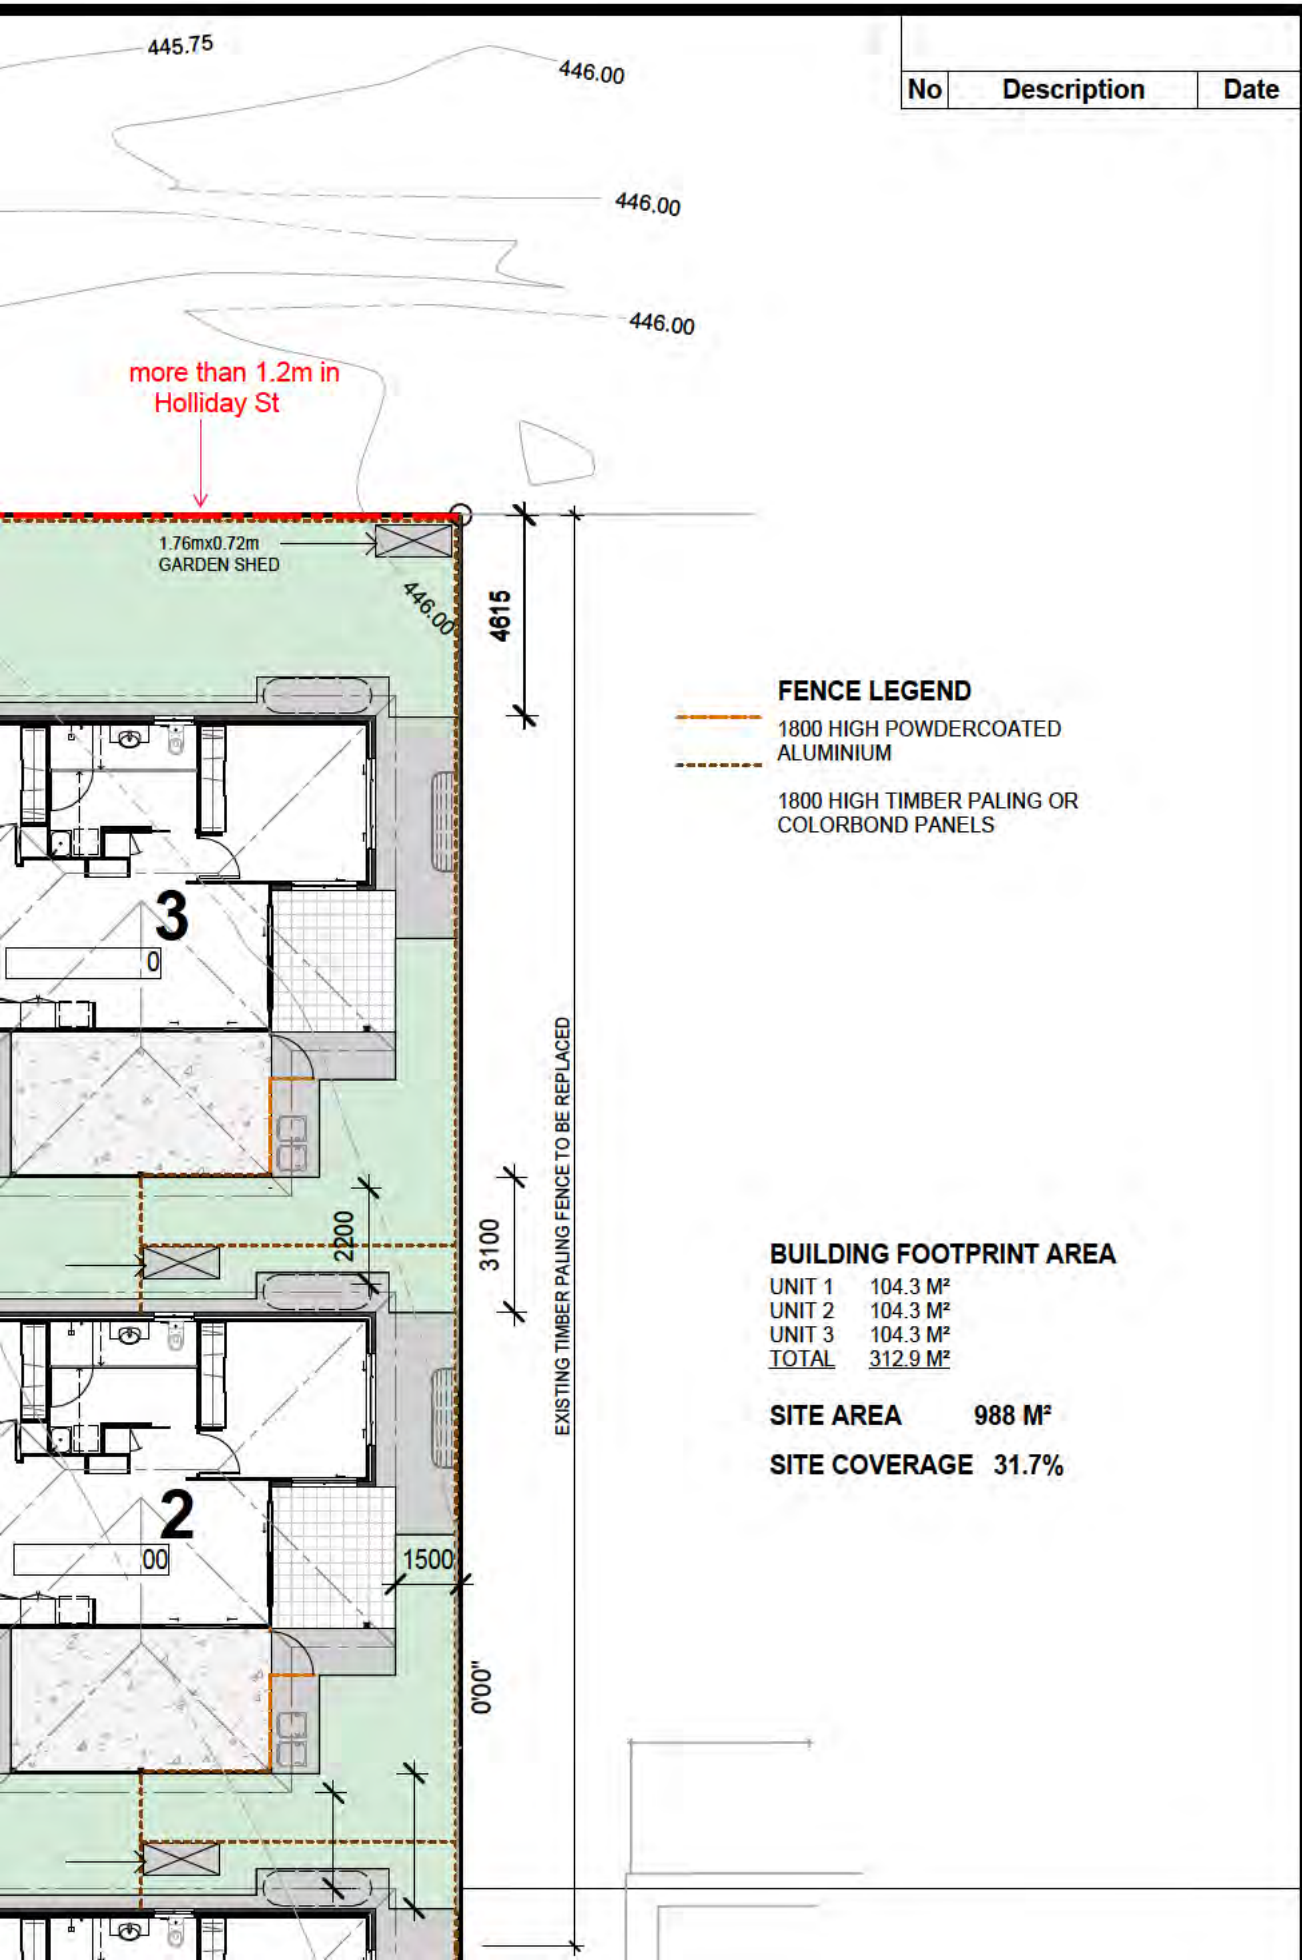 445.75
446.00
No Description Date
446.00
446.00
more than 1.2m in
Holliday St
1.76mx0.72m
GARDEN SHED
446.00
4615
FENCE LEGEND
1800 HIGH POWDERCOATED
ALUMINIUM
1800 HIGH TIMBER PALING OR
COLORBOND PANELS
3
0
EXISTING TIMBER PALING FENCE TO BE REPLACED
2200
3100
BUILDING FOOTPRINT AREA
UNIT 1 104.3 M²
UNIT 2 104.3 M²
UNIT 3 104.3 M²
TOTAL 312.9 M²
SITE AREA 988 M²
SITE COVERAGE 31.7%
2
00
1500
0'00"